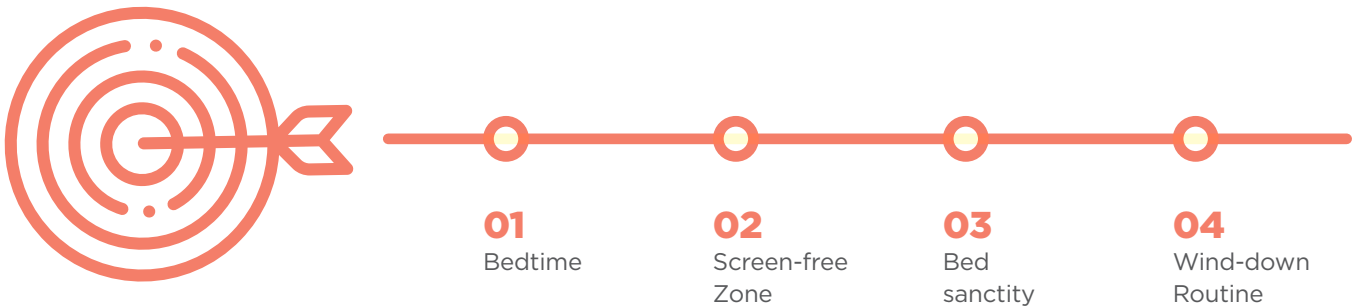 01
Bedtime
02
Screen-free
Zone
03
Bed
sanctity
04
Wind-down
Routine